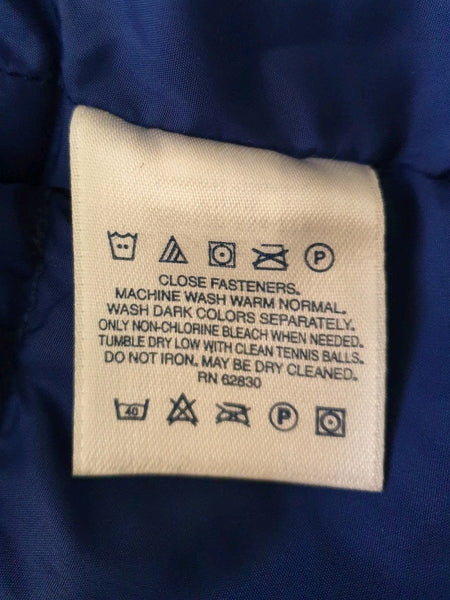 P
CLOSE FASTENERS.
MACHINE WASH WARM NORMAL.
WASH DARK COLORS SEPARATELY.
ONLY NON-CHLORINE BLEACH WHEN NEEDED.
TUMBLE DRY LOW WITH CLEAN TENNIS BALLS.
DO NOT IRON. MAY BE DRY CLEANED.
RN 62830
40 P